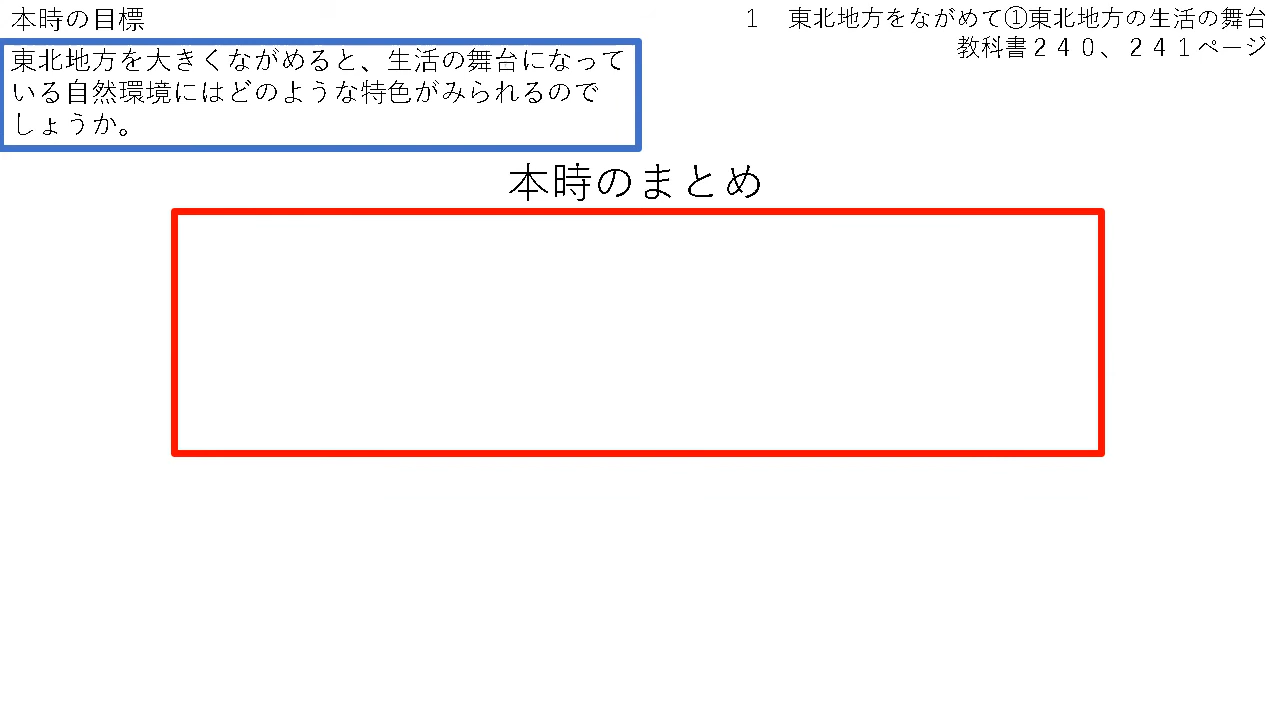 本時の目標
1　東北地方をながめて①東北地方の生活の舞台
教科書２４０、２４１ページ
東北地方を大きくながめると、生活の舞台になって
いる自然環境にはどのような特色がみられるので
しょうか。
本時のまとめ